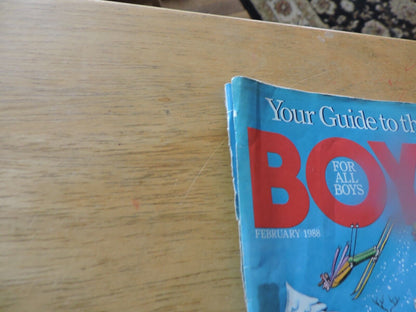 Your Guide to th
BOY
FOR
ALL
BOYS
FEBRUARY 1988